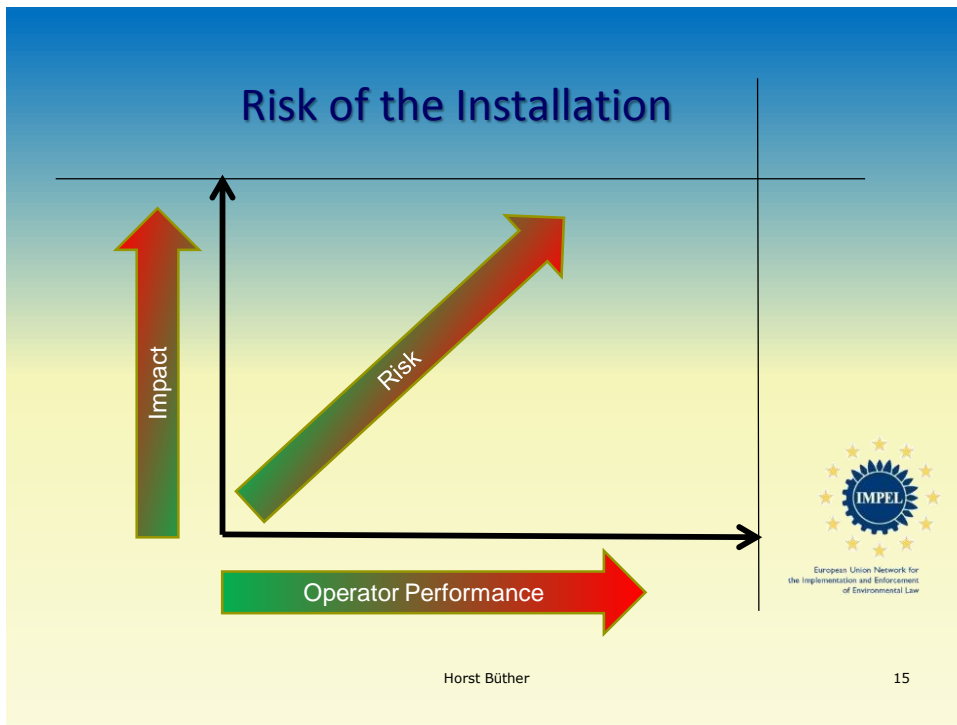 Risk of the Installation
Impact
Risk
Operator Performance
IMPEL
European Union Network for
the Implementation and Enforcement
of Environmental Law
Horst Büther
15